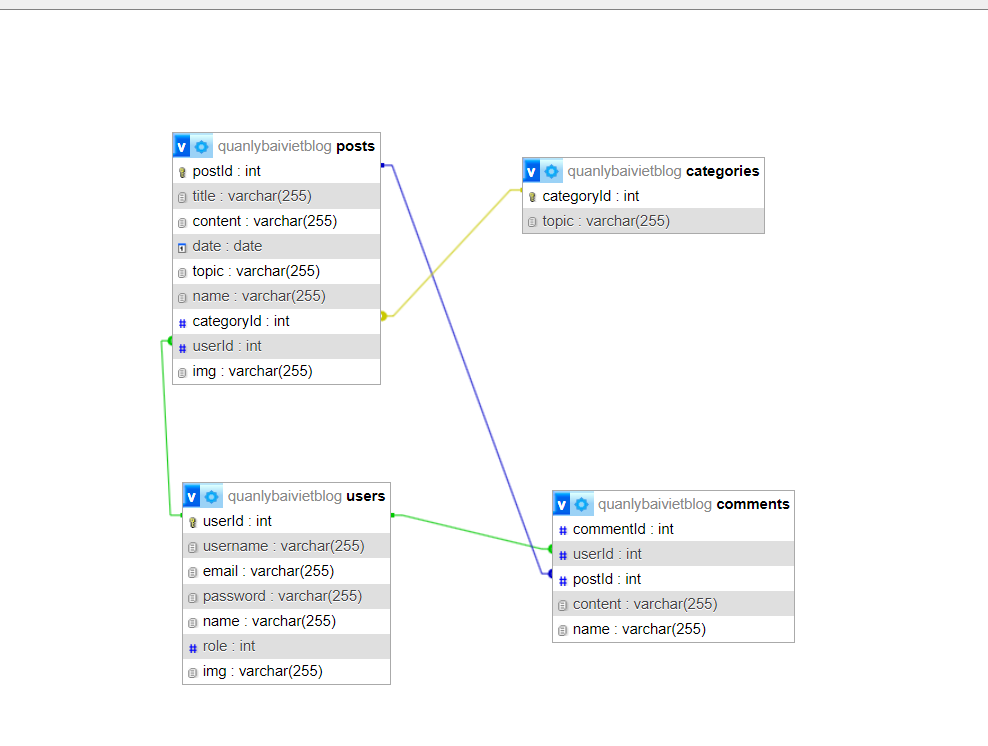 v quanlybaivietblog posts
postId : int
title : varchar(255)
content : varchar(255)
date : date
topic : varchar(255)
name : varchar(255)
# categoryId : int
# userId : int
img : varchar(255)
v quanlybaivietblog categories
categoryId : int
topic : varchar(255)
v quanlybaivietblog users
userId : int
username : varchar(255)
email : varchar(255)
password : varchar(255)
name : varchar(255)
# role : int
img : varchar(255)
v quanlybaivietblog comments
# commentId : int
# userId : int
# postId : int
content : varchar(255)
name : varchar(255)